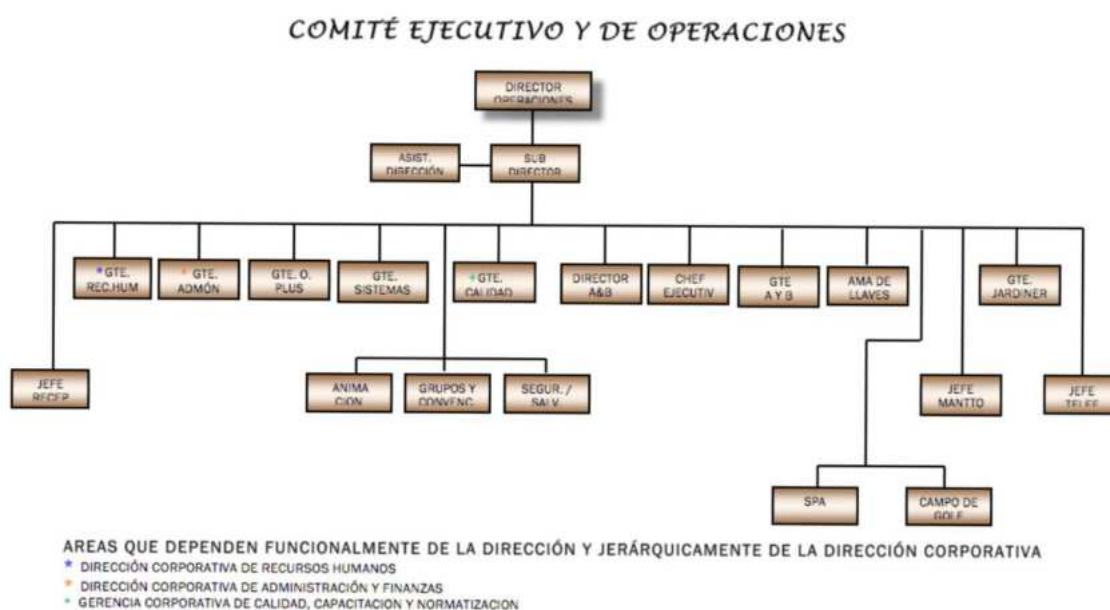 COMITÉ EJECUTIVO Y DE OPERACIONES
DIRECTOR
OPERACIONES
ASIST.
DIRECCIÓN
SUB
DIRECTOR
* GTE.
REC.HUM
* GTE.
ADMÓN
GTE. O.
PLUS
GTE.
SISTEMAS
* GTE.
CALIDAD
DIRECTOR
A&B
CHEF
EJECUTIV
GTE
A Y B
AMA DE
LLAVES
GTE.
JARDINER
JEFE
RECEP
ANIMA
CION
GRUPOS Y
CONVENC
SEGUR. /
SALV
JEFE
MANTTO
JEFE
TELEF
SPA
CAMPO DE
GOLF
AREAS QUE DEPENDEN FUNCIONALMENTE DE LA DIRECCIÓN Y JERÁRQUICAMENTE DE LA DIRECCIÓN CORPORATIVA
* DIRECCIÓN CORPORATIVA DE RECURSOS HUMANOS
* DIRECCIÓN CORPORATIVA DE ADMINISTRACIÓN Y FINANZAS
* GERENCIA CORPORATIVA DE CALIDAD, CAPACITACION Y NORMATIZACION